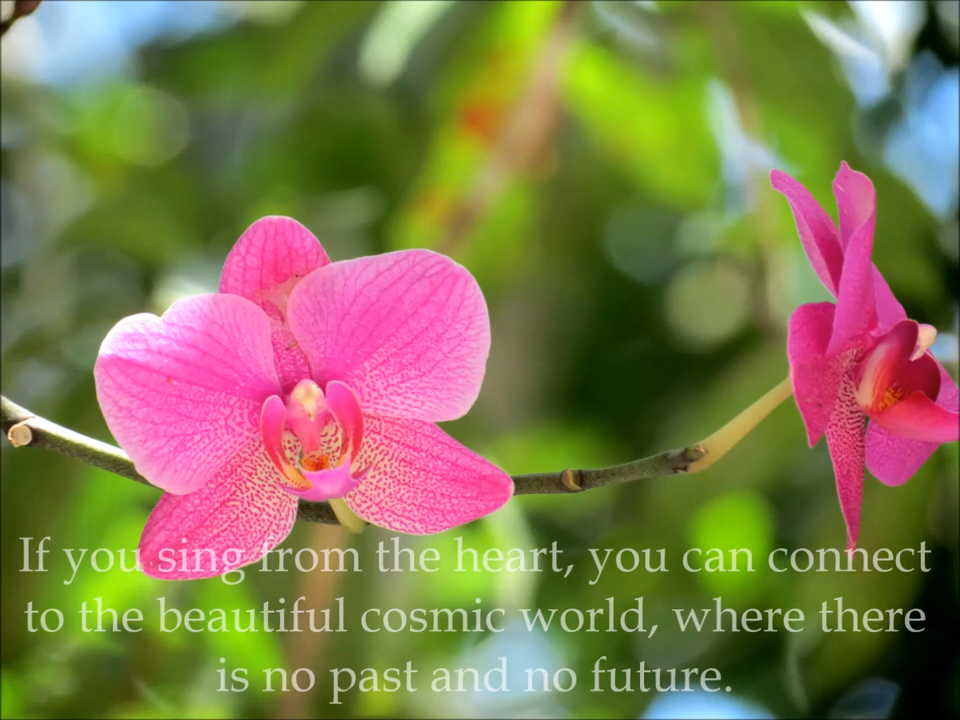 If you sing from the heart, you can connect
to the beautiful cosmic world, where there
is no past and no future.